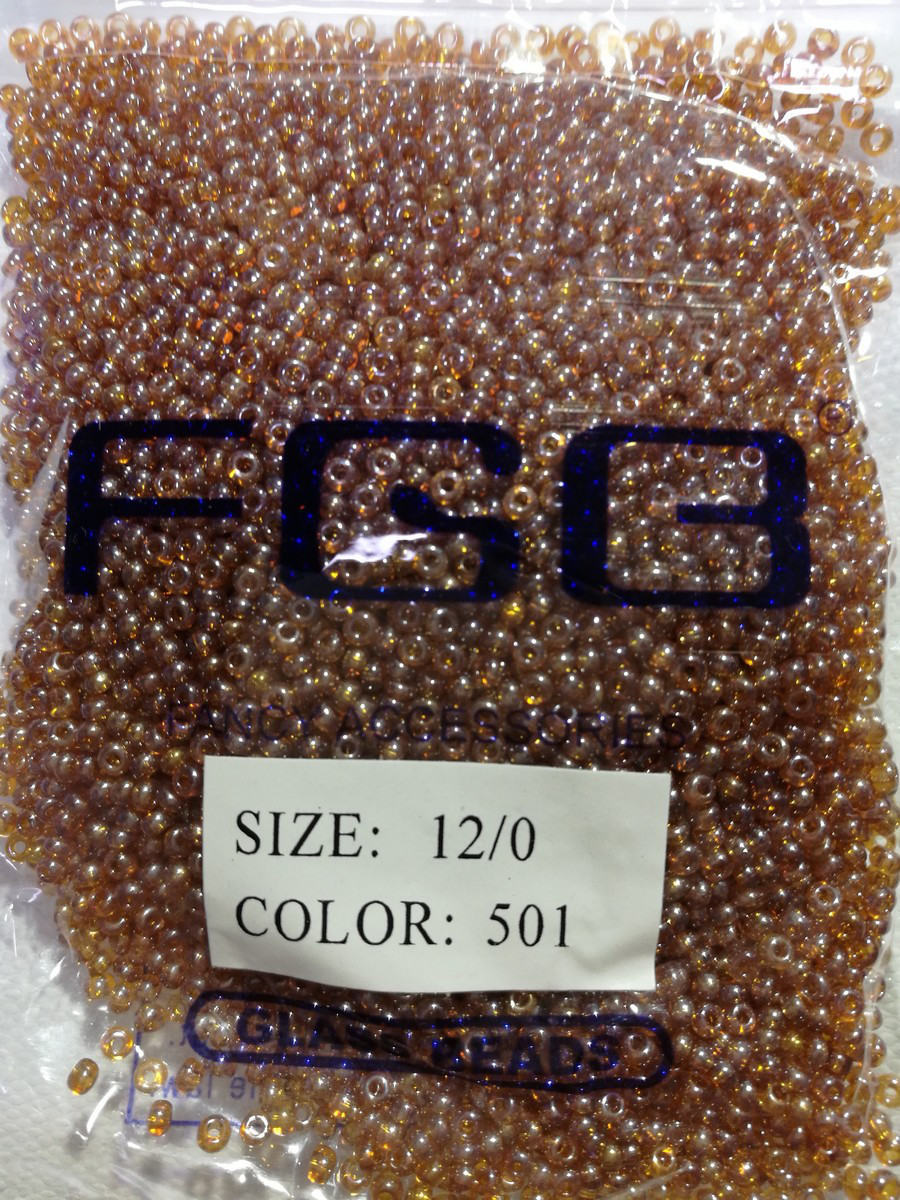 FGB
FANCY ACCESSORIES
SIZE: 12/0
COLOR: 501
GLASS BEADS